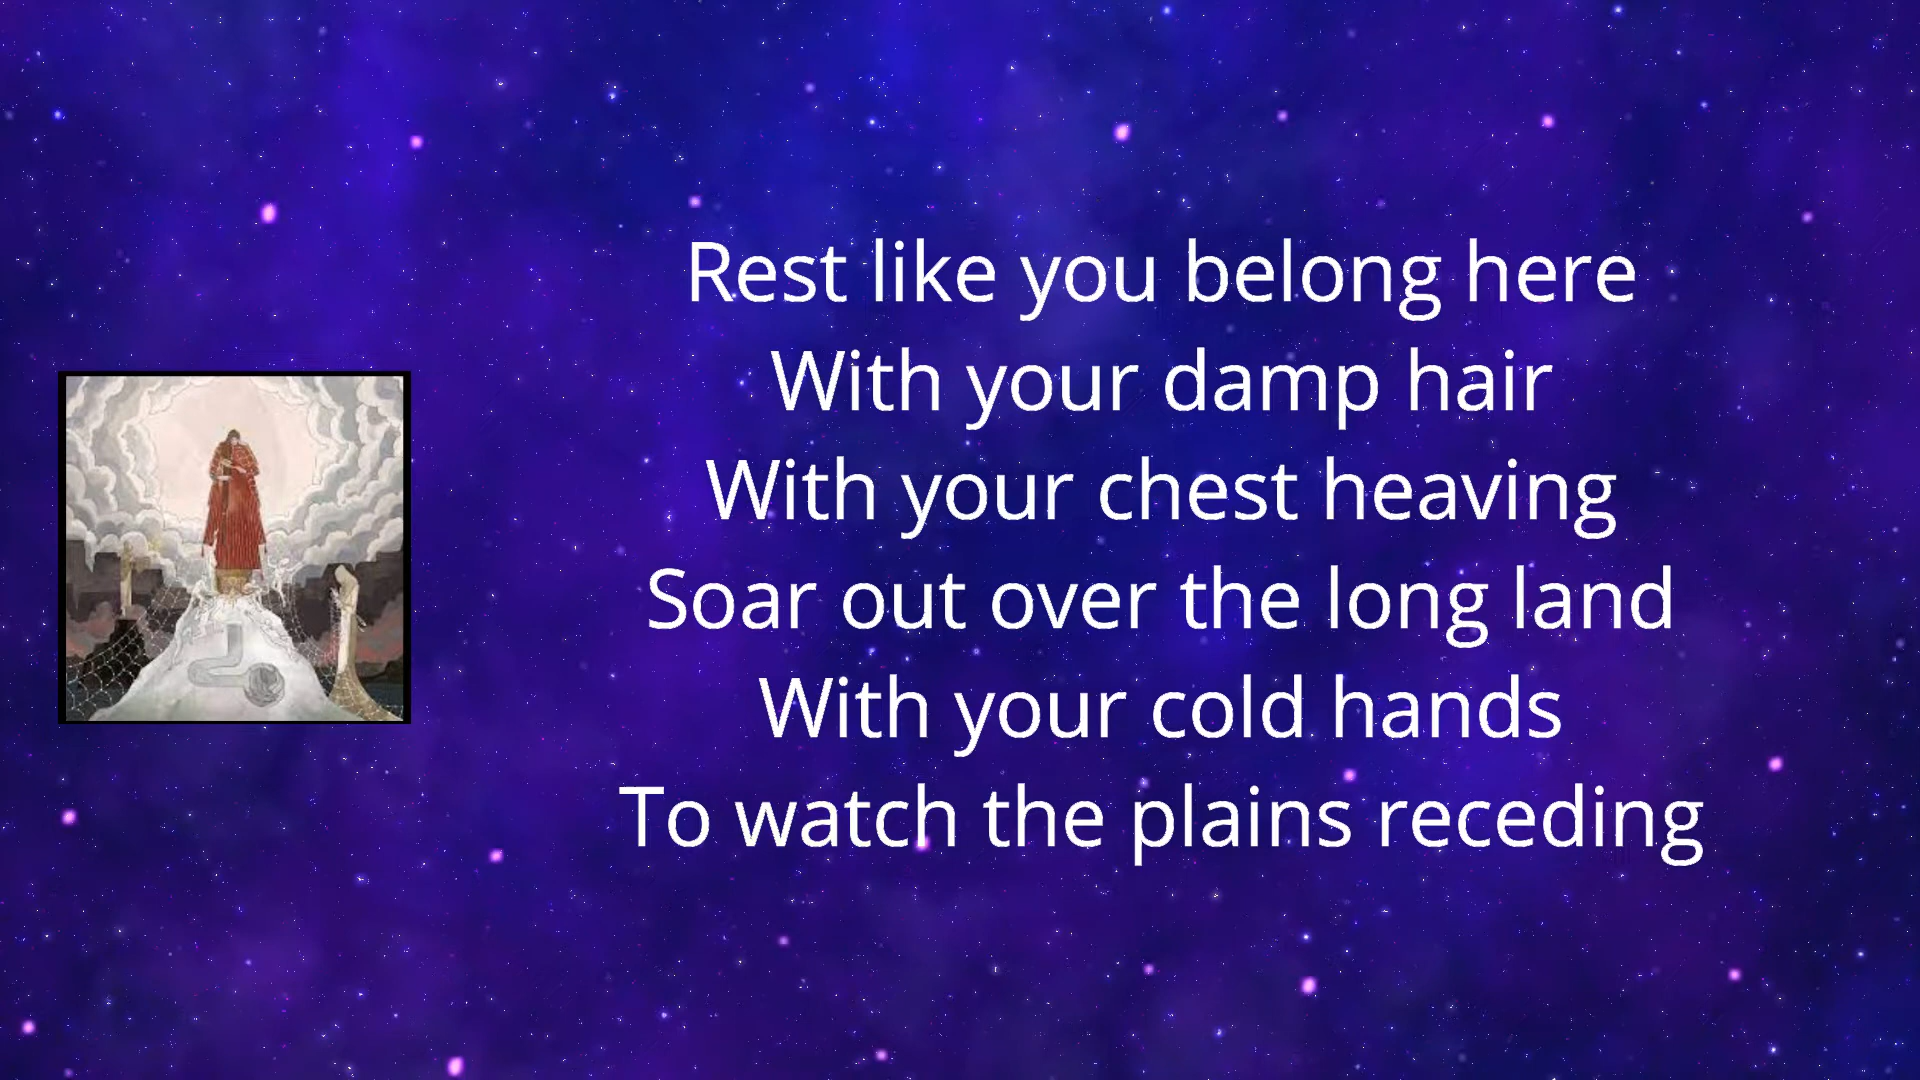 Rest like you belong here
With your damp hair
With your chest heaving
Soar out over the long land
With your cold hands
To watch the plains receding